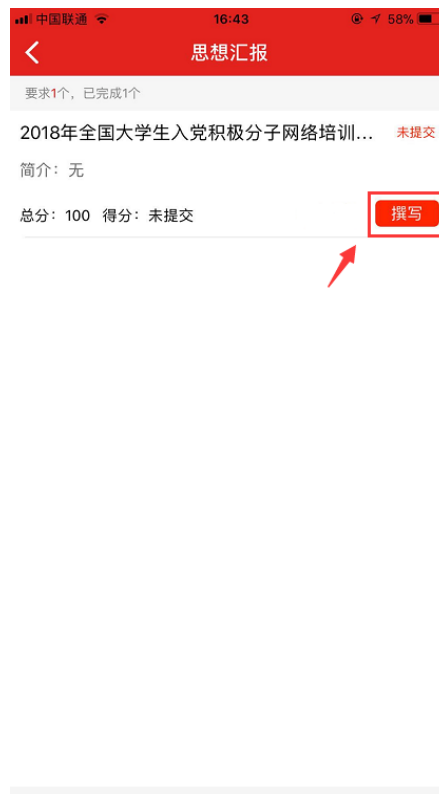 中国联通 16:43 58%
思想汇报
要求1个，已完成1个
2018年全国大学生入党积极分子网络培训... 未提交
简介：无
总分：100 得分：未提交 撰写